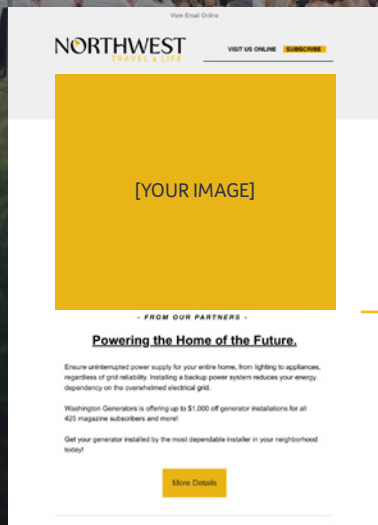 View Email Online
NORTHWEST
TRAVEL & LIFE
VISIT US ONLINE SUBSCRIBE
[YOUR IMAGE]
- FROM OUR PARTNERS -
Powering the Home of the Future.
Ensure uninterrupted power supply for your entire home, from lighting to appliances,
regardless of grid reliability. Installing a backup power system reduces your energy
dependency on the overwhelmed electrical grid.
Washington Generators is offering up to $1,000 off generator installations for all
425 magazine subscribers and more!
Get your generator installed by the most dependable installer in your neighborhood
today!
More Details